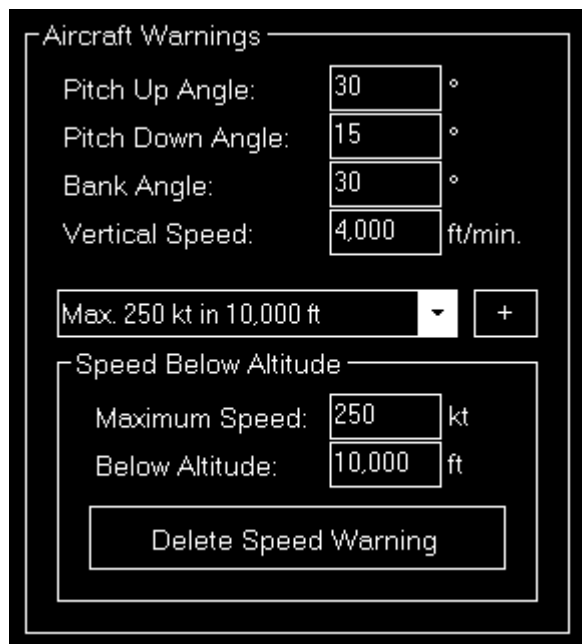 Aircraft Warnings
Pitch Up Angle: 30 °
Pitch Down Angle: 15 °
Bank Angle: 30 °
Vertical Speed: 4,000 ft/min.
Max. 250 kt in 10,000 ft +
Speed Below Altitude
Maximum Speed: 250 kt
Below Altitude: 10,000 ft
Delete Speed Warning